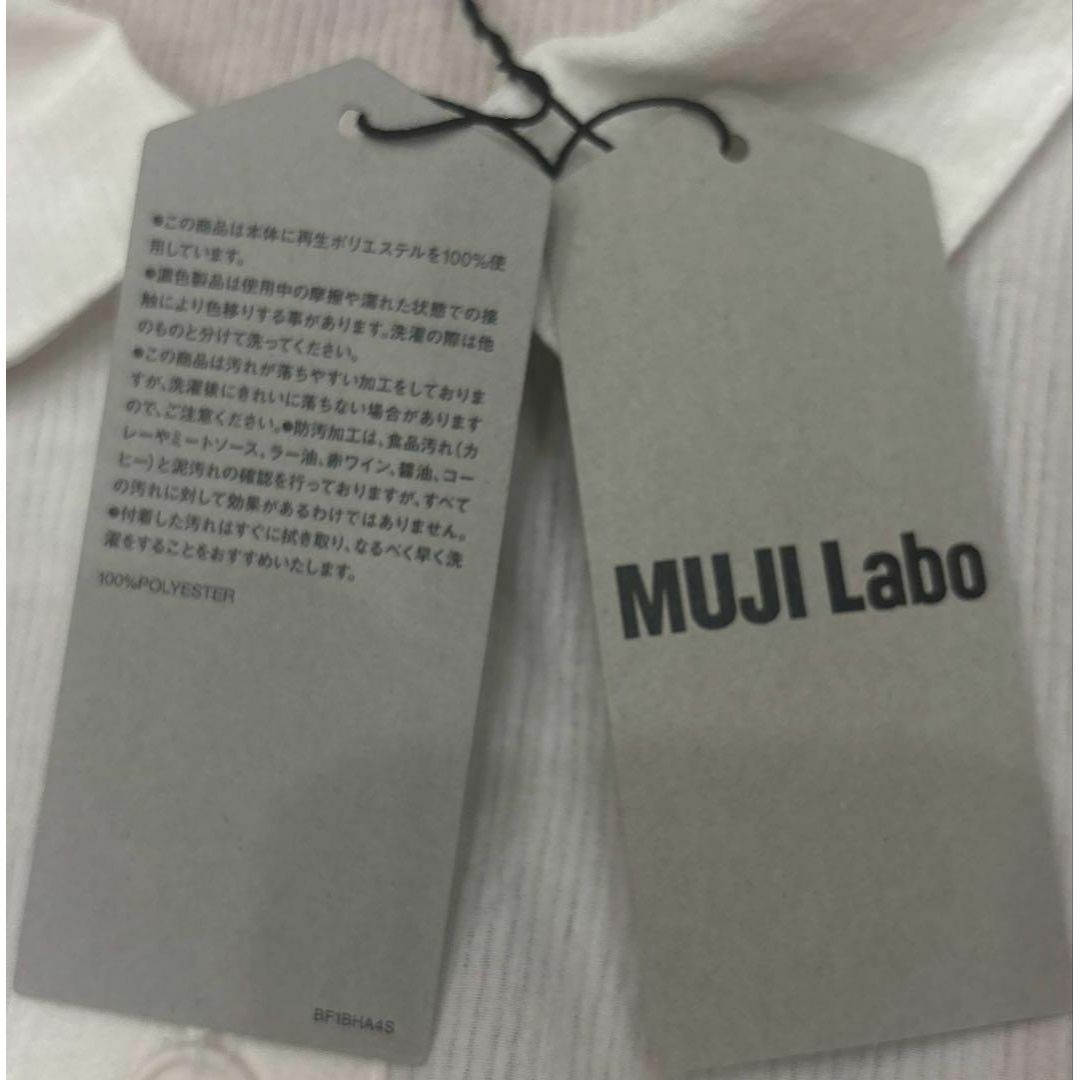 ●この商品は本体に再生ポリエステルを100%使
用しています。
●濃色製品は使用中の摩擦や濡れた状態での接
触により色移りする事があります。洗濯の際は他
のものと分けて洗ってください。
●この商品は汚れが落ちやすい加工をしておりま
すが、洗濯後にきれいに落ちない場合があります
ので、ご注意ください。●防汚加工は、食品汚れ(カ
レーやミートソース、ラー油、赤ワイン、醤油、コー
ヒー)と泥汚れの確認を行っておりますが、すべて
の汚れに対して効果があるわけではありません。
●付着した汚れはすぐに拭き取り、なるべく早く洗
濯をすることをおすすめいたします。
100%POLYESTER
BF1BHA4S
MUJI Labo